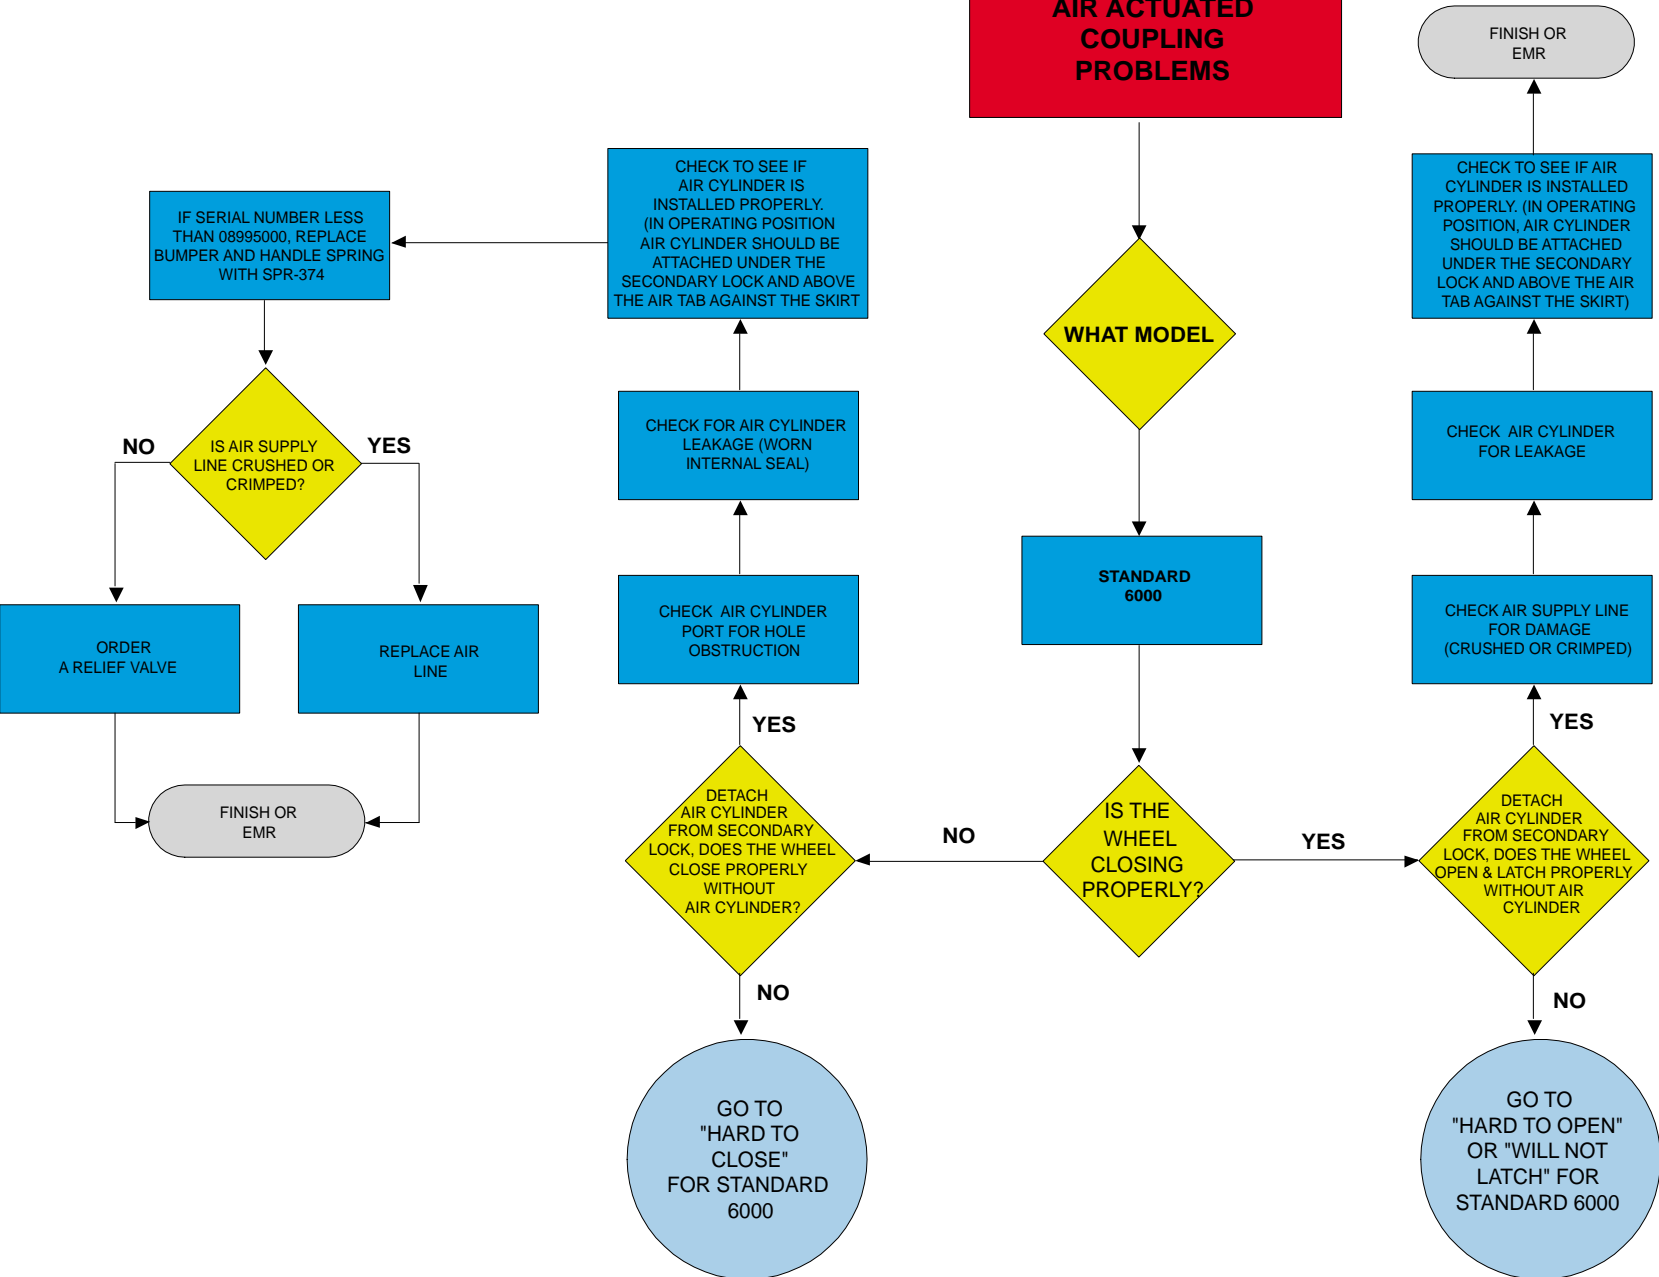 AIR ACTUATED
COUPLING
PROBLEMS
FINISH OR
EMR
CHECK TO SEE IF
AIR CYLINDER IS
INSTALLED PROPERLY.
(IN OPERATING POSITION
AIR CYLINDER SHOULD BE
ATTACHED UNDER THE
SECONDARY LOCK AND ABOVE
THE AIR TAB AGAINST THE SKIRT
CHECK TO SEE IF AIR
CYLINDER IS INSTALLED
PROPERLY. (IN OPERATING
POSITION, AIR CYLINDER
SHOULD BE ATTACHED
UNDER THE SECONDARY
LOCK AND ABOVE THE AIR
TAB AGAINST THE SKIRT)
IF SERIAL NUMBER LESS
THAN 08995000, REPLACE
BUMPER AND HANDLE SPRING
WITH SPR-374
WHAT MODEL
NO
IS AIR SUPPLY
LINE CRUSHED OR
CRIMPED?
YES
CHECK FOR AIR CYLINDER
LEAKAGE (WORN
INTERNAL SEAL)
CHECK AIR CYLINDER
FOR LEAKAGE
STANDARD
6000
ORDER
A RELIEF VALVE
REPLACE AIR
LINE
CHECK AIR CYLINDER
PORT FOR HOLE
OBSTRUCTION
CHECK AIR SUPPLY LINE
FOR DAMAGE
(CRUSHED OR CRIMPED)
YES
YES
FINISH OR
EMR
DETACH
AIR CYLINDER
FROM SECONDARY
LOCK, DOES THE WHEEL
CLOSE PROPERLY
WITHOUT
AIR CYLINDER?
NO
IS THE
WHEEL
CLOSING
PROPERLY?
YES
DETACH
AIR CYLINDER
FROM SECONDARY
LOCK, DOES THE WHEEL
OPEN & LATCH PROPERLY
WITHOUT AIR
CYLINDER
NO
NO
GO TO
"HARD TO
CLOSE"
FOR STANDARD
6000
GO TO
"HARD TO OPEN"
OR "WILL NOT
LATCH" FOR
STANDARD 6000